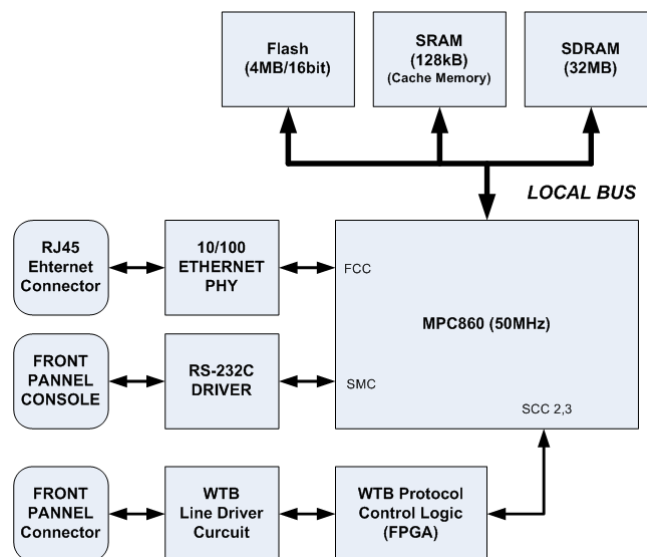 Flash
(4MB/16bit)
SRAM
(128kB)
(Cache Memory)
SDRAM
(32MB)
LOCAL BUS
RJ45
Ehternet
Connector
10/100
ETHERNET
PHY
FCC
MPC860 (50MHz)
FRONT
PANNEL
CONSOLE
RS-232C
DRIVER
SMC
SCC 2,3
FRONT
PANNEL
Connector
WTB
Line Driver
Curcuit
WTB Protocol
Control Logic
(FPGA)